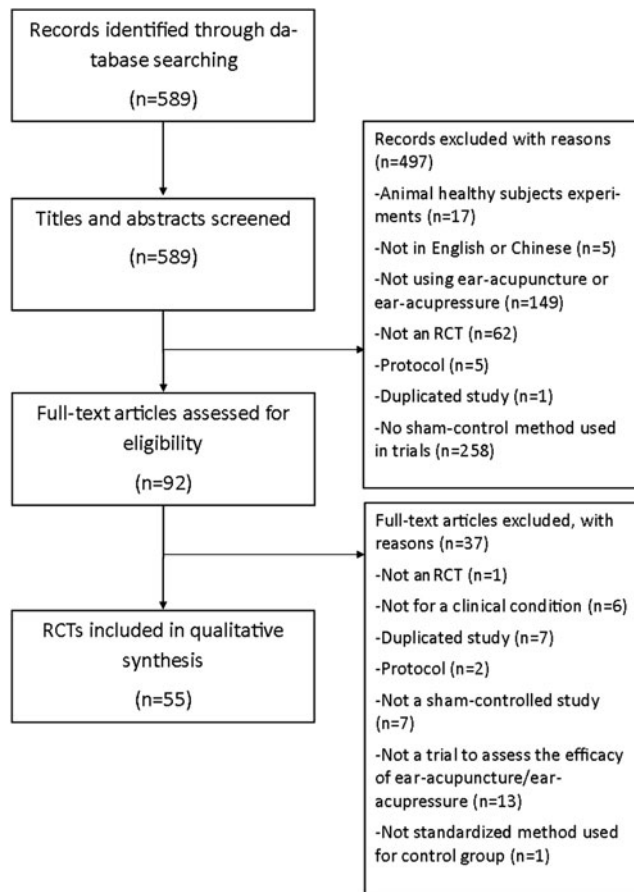 Records identified through da-
tabase searching
(n=589)
Titles and abstracts screened
(n=589)
Records excluded with reasons
(n=497)
-Animal healthy subjects experi-
ments (n=17)
-Not in English or Chinese (n=5)
-Not using ear-acupuncture or
ear-acupressure (n=149)
-Not an RCT (n=62)
-Protocol (n=5)
-Duplicated study (n=1)
-No sham-control method used
in trials (n=258)
Full-text articles assessed for
eligibility
(n=92)
Full-text articles excluded, with
reasons (n=37)
-Not an RCT (n=1)
-Not for a clinical condition (n=6)
-Duplicated study (n=7)
-Protocol (n=2)
-Not a sham-controlled study
(n=7)
-Not a trial to assess the efficacy
of ear-acupuncture/ear-
acupressure (n=13)
-Not standardized method used
for control group (n=1)
RCTs included in qualitative
synthesis
(n=55)